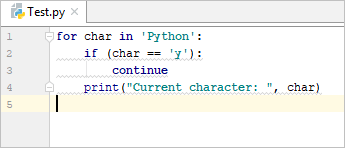 Test.py
1 for char in 'Python':
2     if (char == 'y'):
3         continue
4     print("Current character: ", char)
5